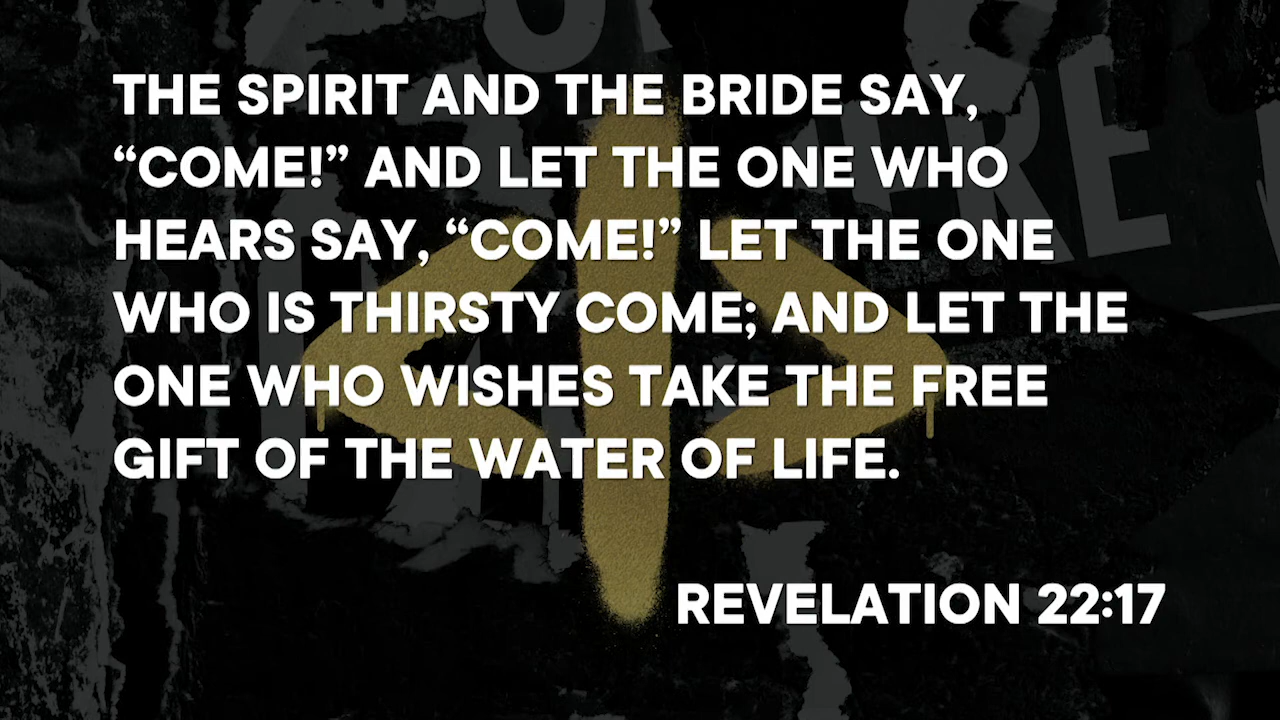 THE SPIRIT AND THE BRIDE SAY,
“COME!” AND LET THE ONE WHO
HEARS SAY, “COME!” LET THE ONE
WHO IS THIRSTY COME; AND LET THE
ONE WHO WISHES TAKE THE FREE
GIFT OF THE WATER OF LIFE.
REVELATION 22:17